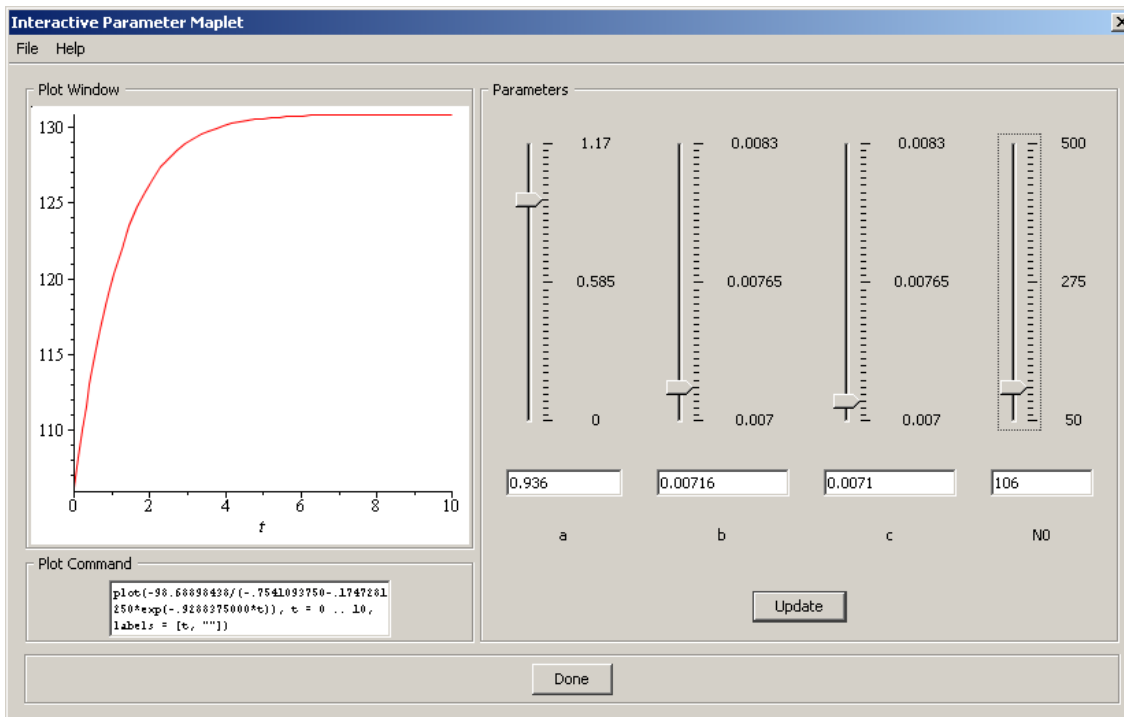 Interactive Parameter Maplet
File Help
Plot Window
130
125
120
115
110
0 2 4 6 8 10
t
Plot Command
plot(-98.68898438/(-.7541093750-.1747281
250*exp(-.9288375000*t)), t = 0 .. 10,
labels = [t, ""])
Parameters
1.17 0.0083 0.0083 500
0.585 0.00765 0.00765 275
0 0.007 0.007 50
0.936 0.00716 0.0071 106
a b c N0
Update
Done